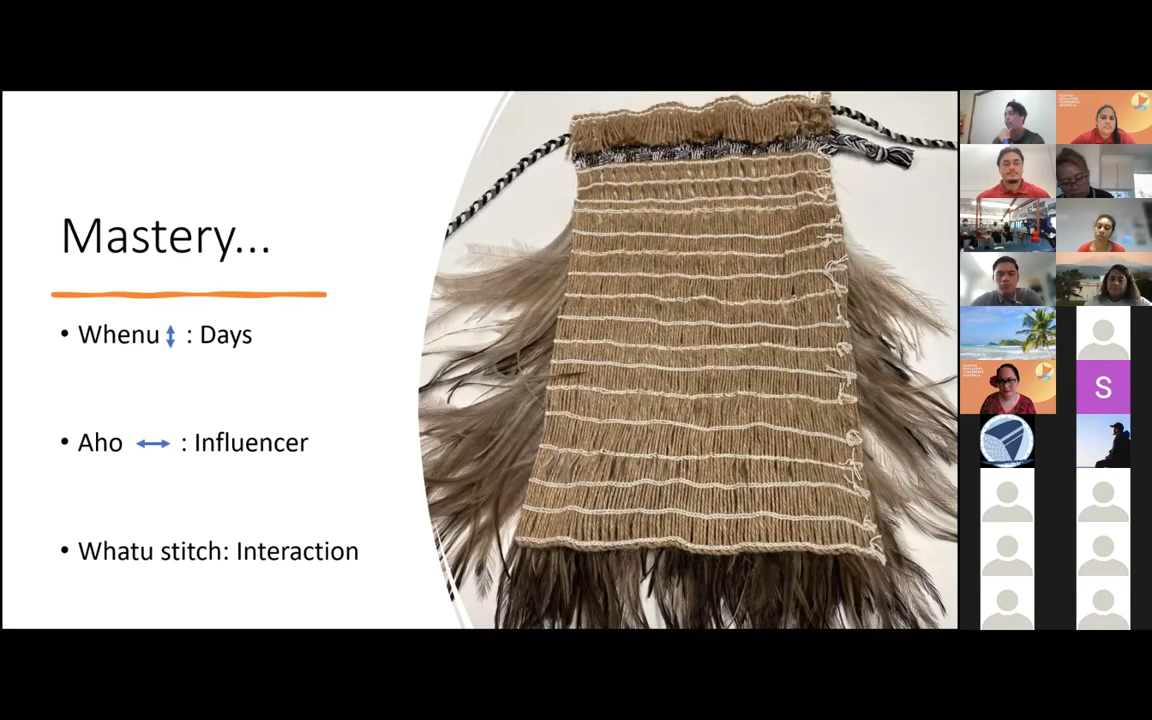 Mastery...
• Whenu : Days
• Aho : Influencer
• Whatu stitch: Interaction
S